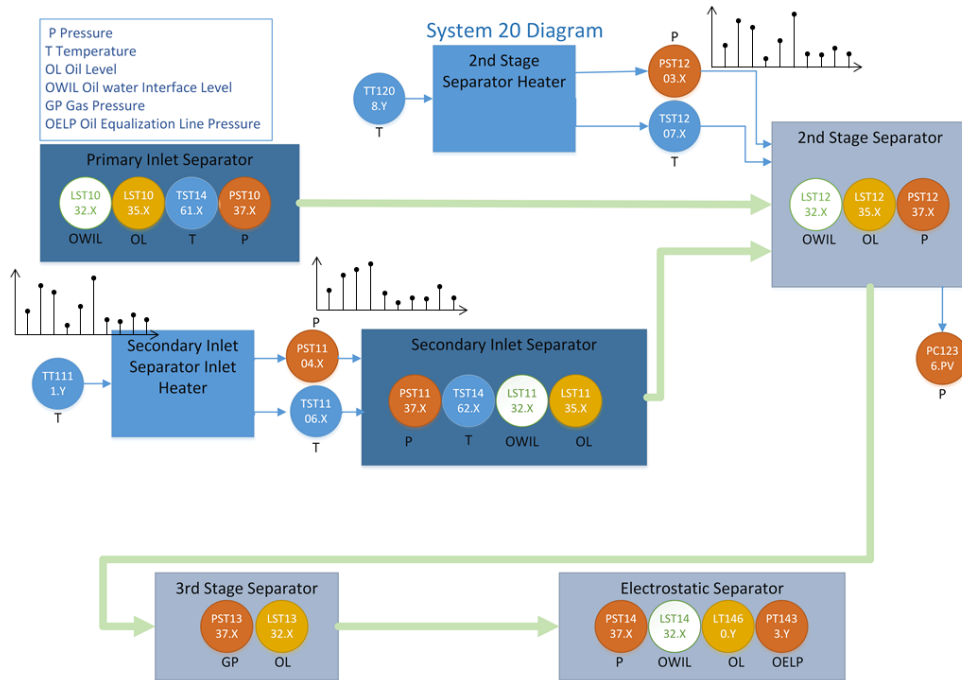 P Pressure
T Temperature
OL Oil Level
OWIL Oil water Interface Level
GP Gas Pressure
OELP Oil Equalization Line Pressure
System 20 Diagram
2nd Stage
Separator Heater
TT120
8.Y
T
P
PST12
03.X
TST12
07.X
T
2nd Stage Separator
LST12
32.X
OWIL
LST12
35.X
OL
PST12
37.X
P
PC123
6.PV
P
Primary Inlet Separator
LST10
32.X
OWIL
LST10
35.X
OL
TST14
61.X
T
PST10
37.X
P
Secondary Inlet
Separator Inlet
Heater
TT111
1.Y
T
P
PST11
04.X
TST11
06.X
T
Secondary Inlet Separator
PST11
37.X
P
TST14
62.X
T
LST11
32.X
OWIL
LST11
35.X
OL
3rd Stage Separator
PST13
37.X
GP
LST13
32.X
OL
Electrostatic Separator
PST14
37.X
P
LST14
32.X
OWIL
LT146
0.Y
OL
PT143
3.Y
OELP